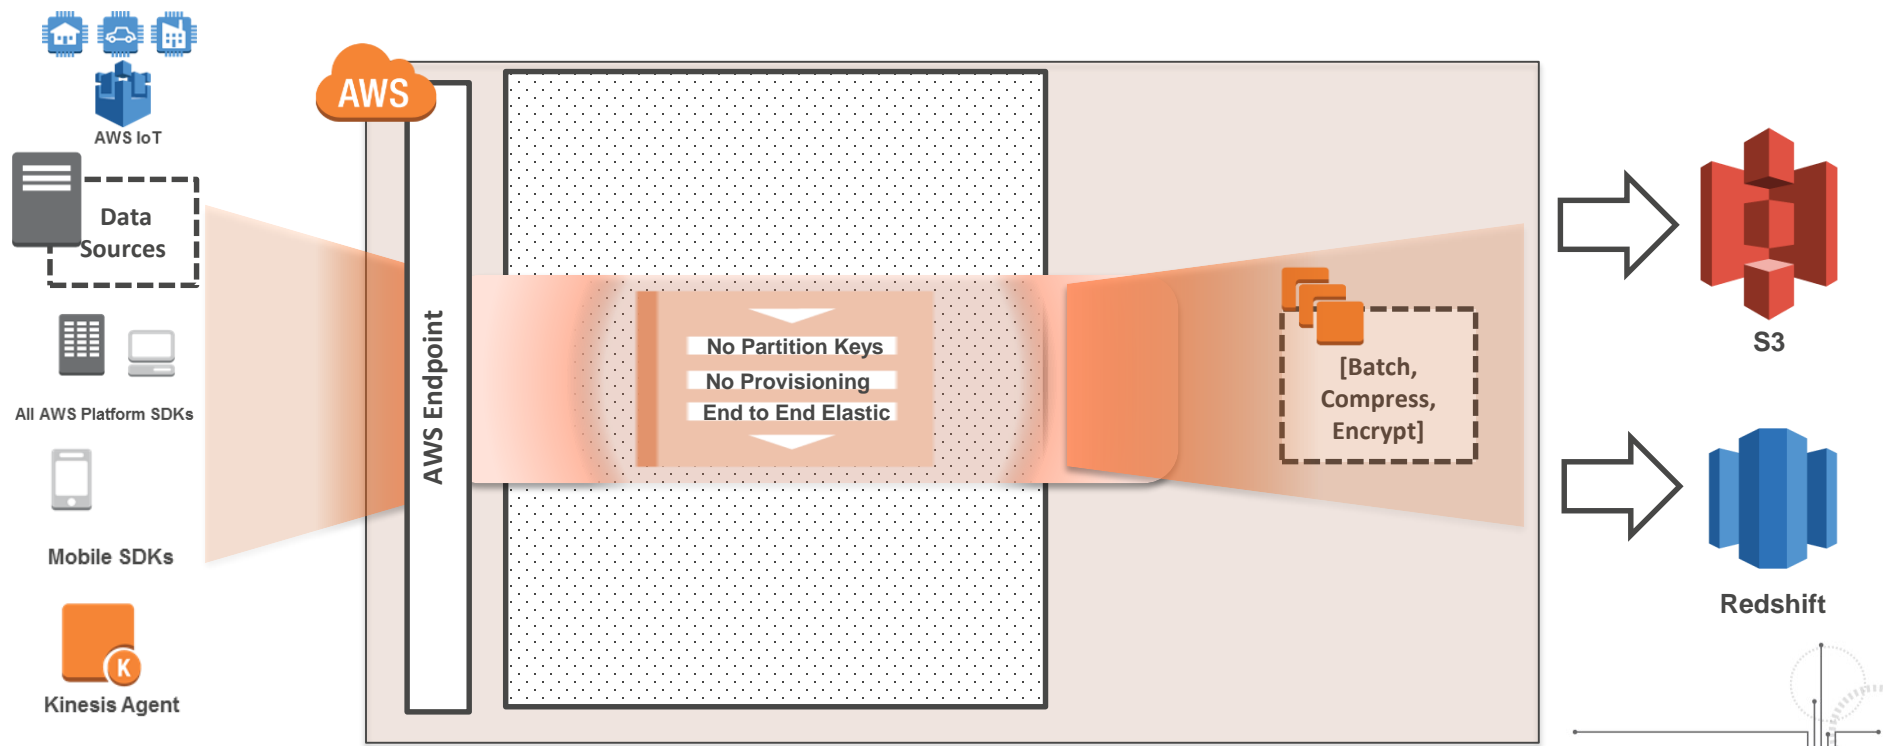 AWS IoT
Data
Sources
All AWS Platform SDKs
Mobile SDKs
K
Kinesis Agent
AWS
AWS Endpoint
No Partition Keys
No Provisioning
End to End Elastic
[Batch,
Compress,
Encrypt]
S3
Redshift